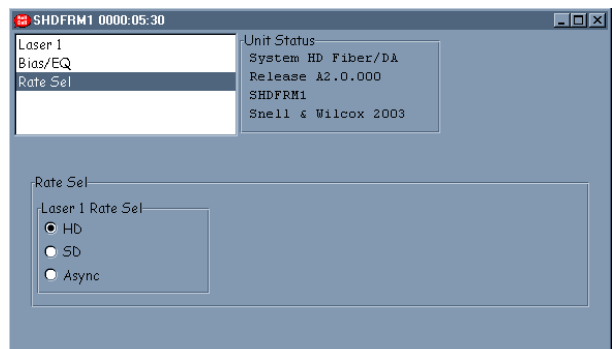 SHDFRM1 0000:05:30
Laser 1
Bias/EQ
Rate Sel
Unit Status
System HD Fiber/DA
Release A2.0.000
SHDFRM1
Snell & Wilcox 2003
Rate Sel
Laser 1 Rate Sel
HD
SD
Async